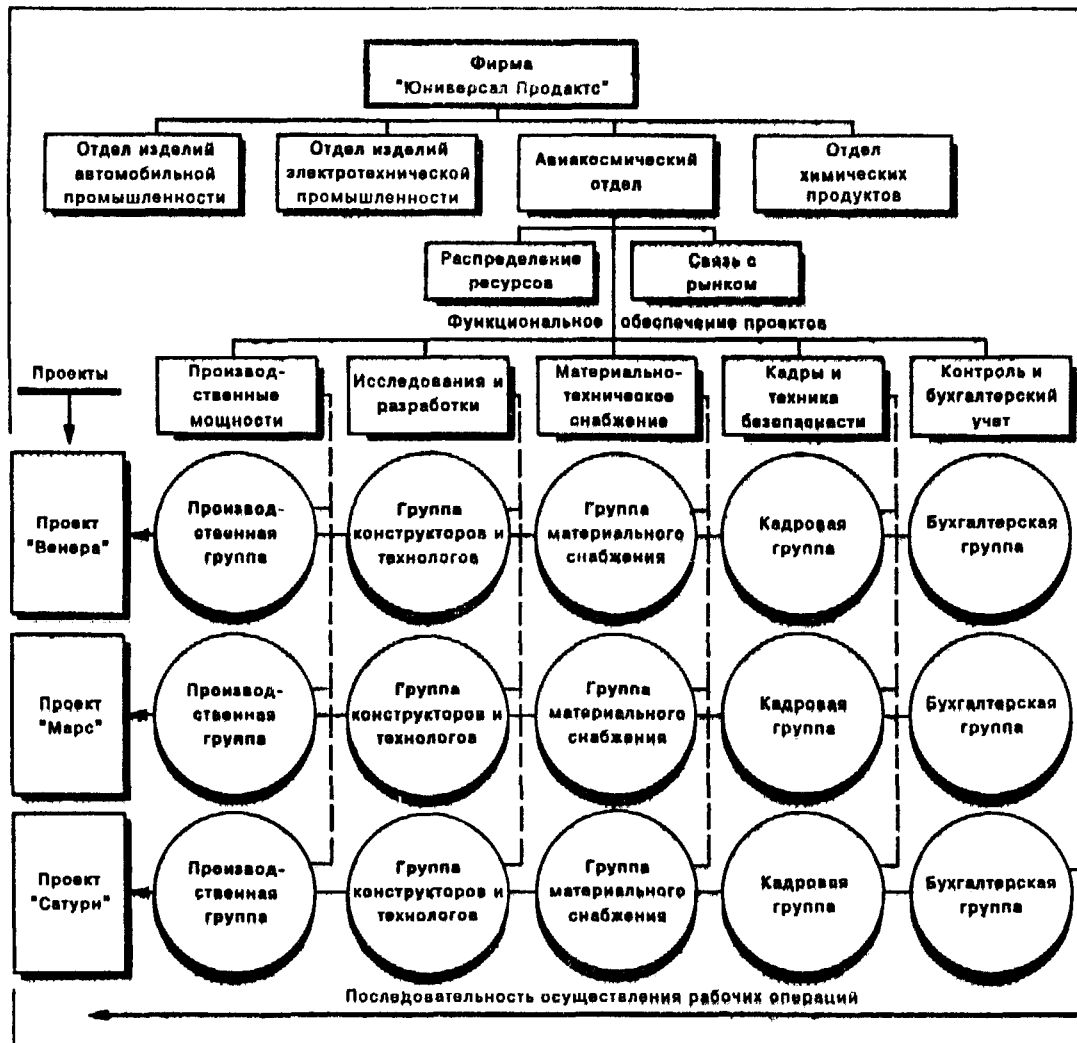 Фирма
"Юниверсал Продактс"
Отдел изделий
автомобильной
промышленности
Отдел изделий
электротехнической
промышленности
Авиакосмический
отдел
Отдел
химических
продуктов
Распределение
ресурсов
Связь с
рынком
Функциональное обеспечение проектов
Проекты
Производ-
ственные
мощности
Исследования и
разработки
Материально-
техническое
снабжение
Кадры и
техника
безопасности
Контроль и
бухгалтерский
учет
Проект
"Венера"
Производ-
ственная
группа
Группа
конструкторов и
технологов
Группа
материального
снабжения
Кадровая
группа
Бухгалтерская
группа
Проект
"Марс"
Производ-
ственная
группа
Группа
конструкторов и
технологов
Группа
материального
снабжения
Кадровая
группа
Бухгалтерская
группа
Проект
"Сатурн"
Производ-
ственная
группа
Группа
конструкторов и
технологов
Группа
материального
снабжения
Кадровая
группа
Бухгалтерская
группа
Последовательность осуществления рабочих операций